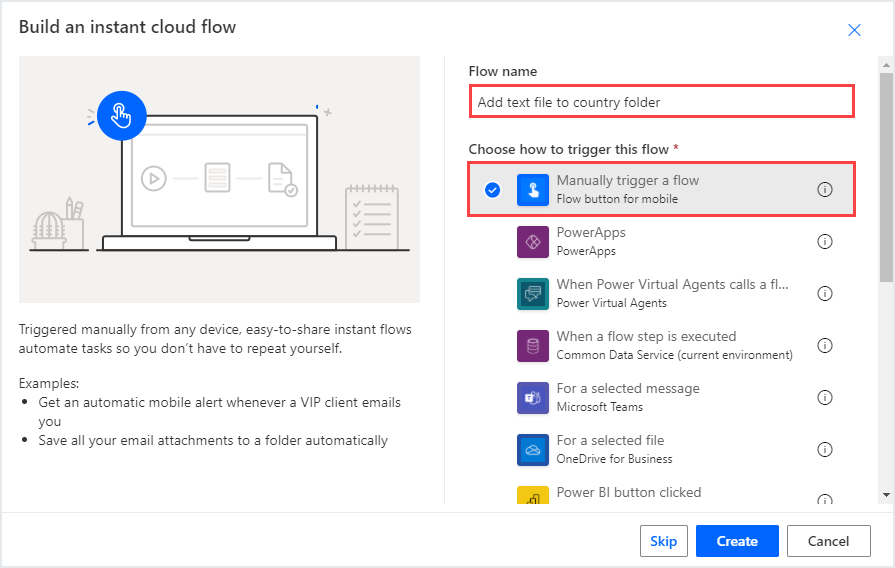 Build an instant cloud flow
Triggered manually from any device, easy-to-share instant flows
automate tasks so you don't have to repeat yourself.
Examples:
Get an automatic mobile alert whenever a VIP client emails
you
Save all your email attachments to a folder automatically
Flow name
Add text file to country folder
Choose how to trigger this flow *
Manually trigger a flow
Flow button for mobile
PowerApps
PowerApps
When Power Virtual Agents calls a fl...
Power Virtual Agents
When a flow step is executed
Common Data Service (current environment)
For a selected message
Microsoft Teams
For a selected file
OneDrive for Business
Power BI button clicked
Skip
Create
Cancel